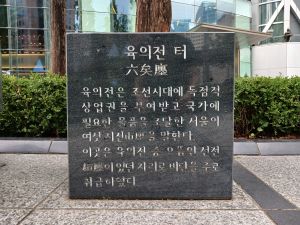 육의전 터
六矣廛
육의전은 조선시대에 독점적
상업권을 부여받고 국가에
필요한 물품을 조달한 서울의
여섯 시전市廛을 말한다.
이곳은 육의전 중 으뜸인 선전
이 있던 자리로 비단을 주로
취급하였다.